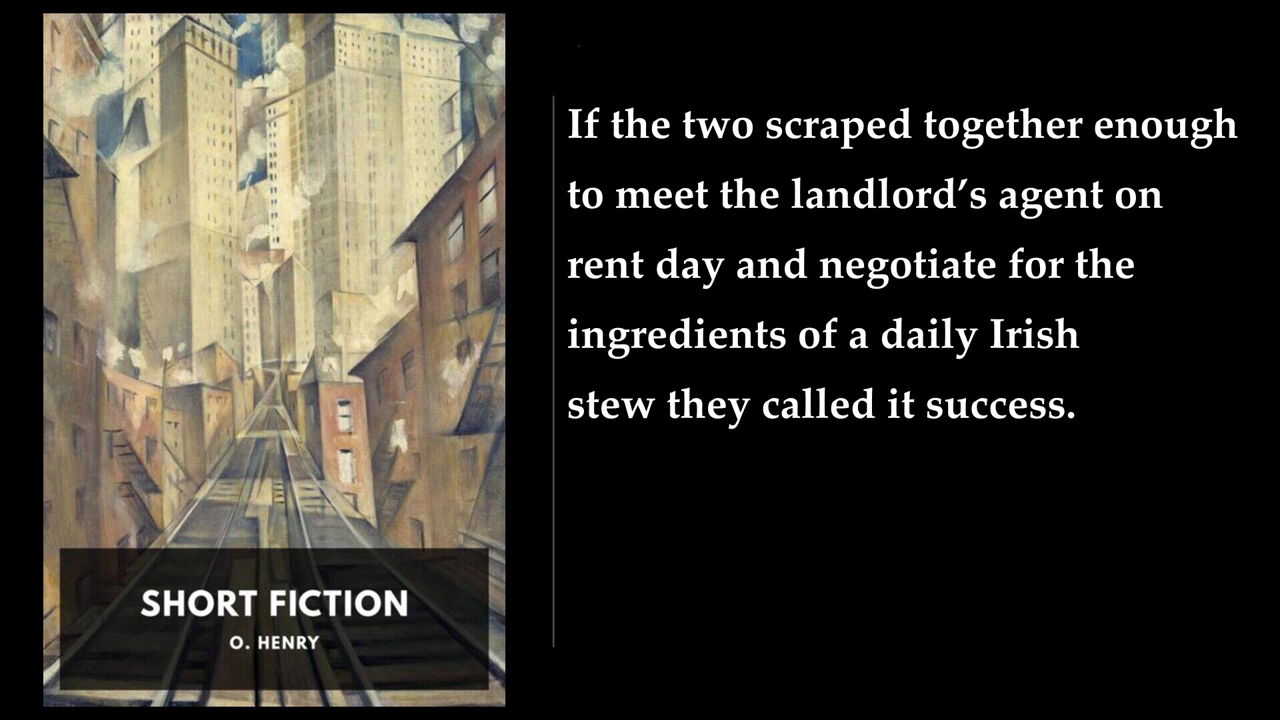 SHORT FICTION
O. HENRY
If the two scraped together enough
to meet the landlord’s agent on
rent day and negotiate for the
ingredients of a daily Irish
stew they called it success.